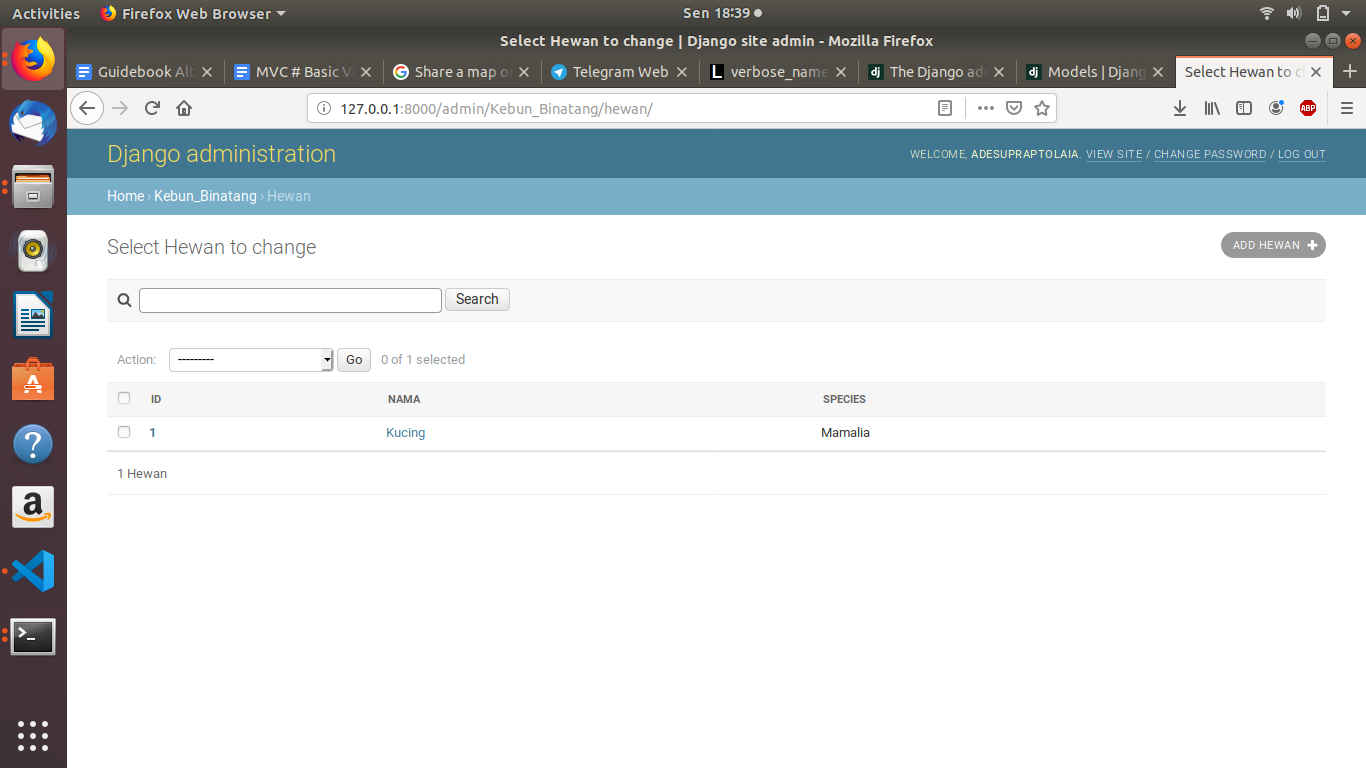 Activities Firefox Web Browser Sen 18:39
Select Hewan to change | Django site admin - Mozilla Firefox
Guidebook Alt MVC # Basic V Share a map o Telegram Web verbose_name The Django ad Models | Djang Select Hewan to c
127.0.0.1:8000/admin/Kebun_Binatang/hewan/ ABP
Django administration WELCOME, ADESUPRAPTOLAIA. VIEW SITE / CHANGE PASSWORD / LOG OUT
Home › Kebun_Binatang › Hewan
Select Hewan to change ADD HEWAN
Search
Action: --------- Go 0 of 1 selected
ID NAMA SPECIES
1 Kucing Mamalia
1 Hewan